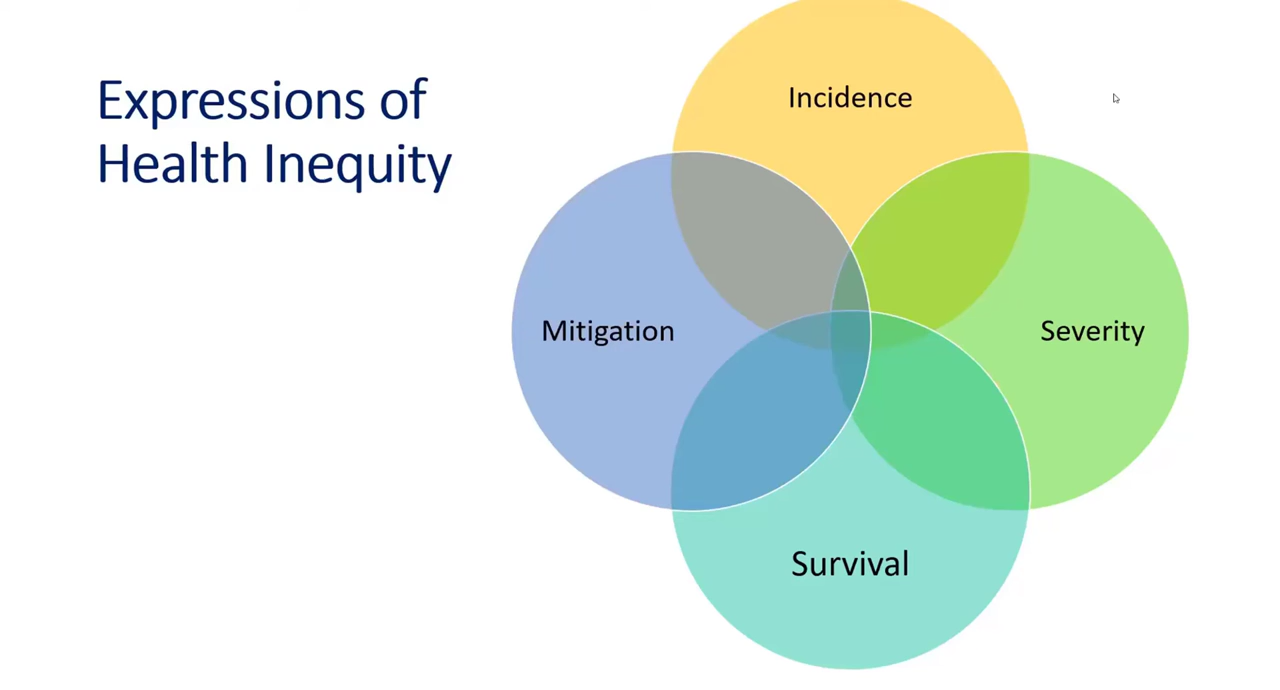 Expressions of
Health Inequity
Incidence
Mitigation
Severity
Survival